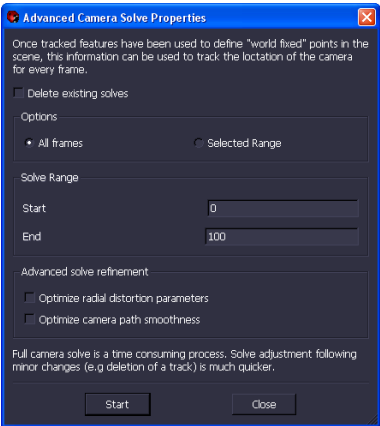 Advanced Camera Solve Properties
Once tracked features have been used to define "world fixed" points in the
scene, this information can be used to track the loctation of the camera
for every frame.
Delete existing solves
Options
All frames
Selected Range
Solve Range
Start
0
End
100
Advanced solve refinement
Optimize radial distortion parameters
Optimize camera path smoothness
Full camera solve is a time consuming process. Solve adjustment following
minor changes (e.g deletion of a track) is much quicker.
Start
Close